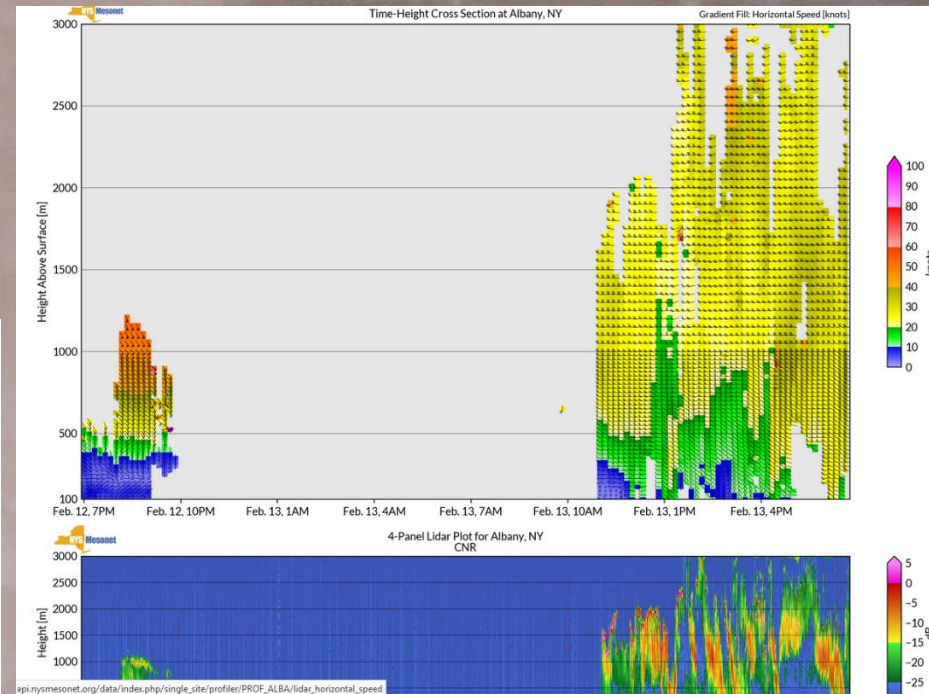 NYS Mesonet
Time-Height Cross Section at Albany, NY
Gradient Fill: Horizontal Speed [knots]
3000
2500
2000
1500
1000
500
100
Height Above Surface [m]
Feb. 12, 7PM
Feb. 12, 10PM
Feb. 13, 1AM
Feb. 13, 4AM
Feb. 13, 7AM
Feb. 13, 10AM
Feb. 13, 1PM
Feb. 13, 4PM
100
90
80
70
60
50
40
30
20
10
0
knots
NYS Mesonet
4-Panel Lidar Plot for Albany, NY
CNR
3000
2500
2000
1500
1000
Height [m]
5
0
−5
−10
−15
−20
−25
dB
api.nysmesonet.org/data/index.php/single_site/profiler/PROF_ALBA/lidar_horizontal_speed